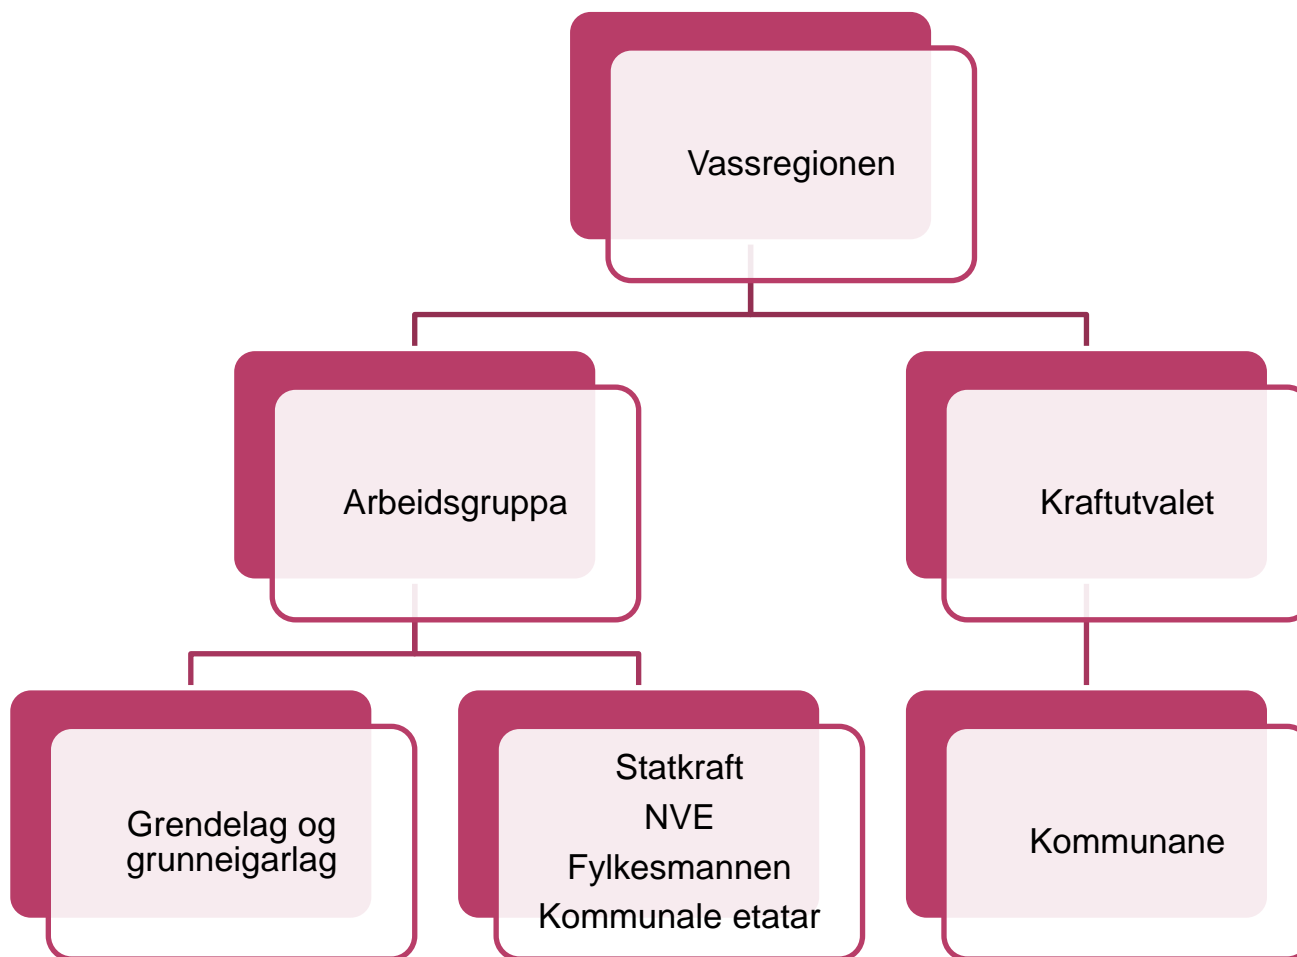 Vassregionen
Arbeidsgruppa
Kraftutvalet
Grendelag og
grunneigarlag
Statkraft
NVE
Fylkesmannen
Kommunale etatar
Kommunane